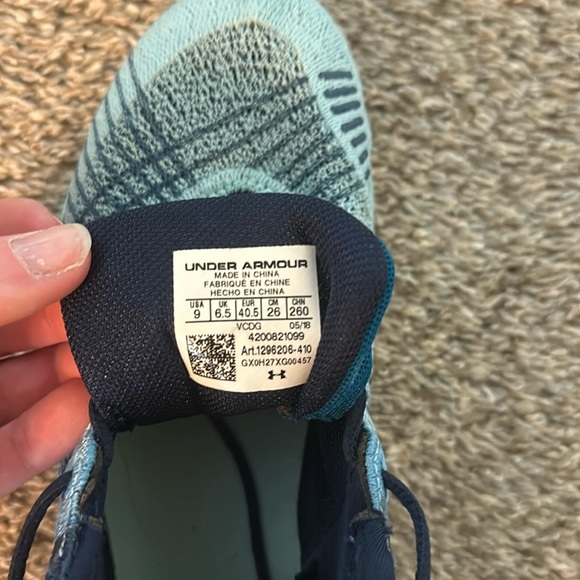 UNDER ARMOUR
MADE IN CHINA
FABRIQUÉ EN CHINE
HECHO EN CHINA
USA UK EUR CM CHN
9 6.5 40.5 26 260
VCDG 05/18
4200821099
Art.1296206-410
GX0H27XG00457